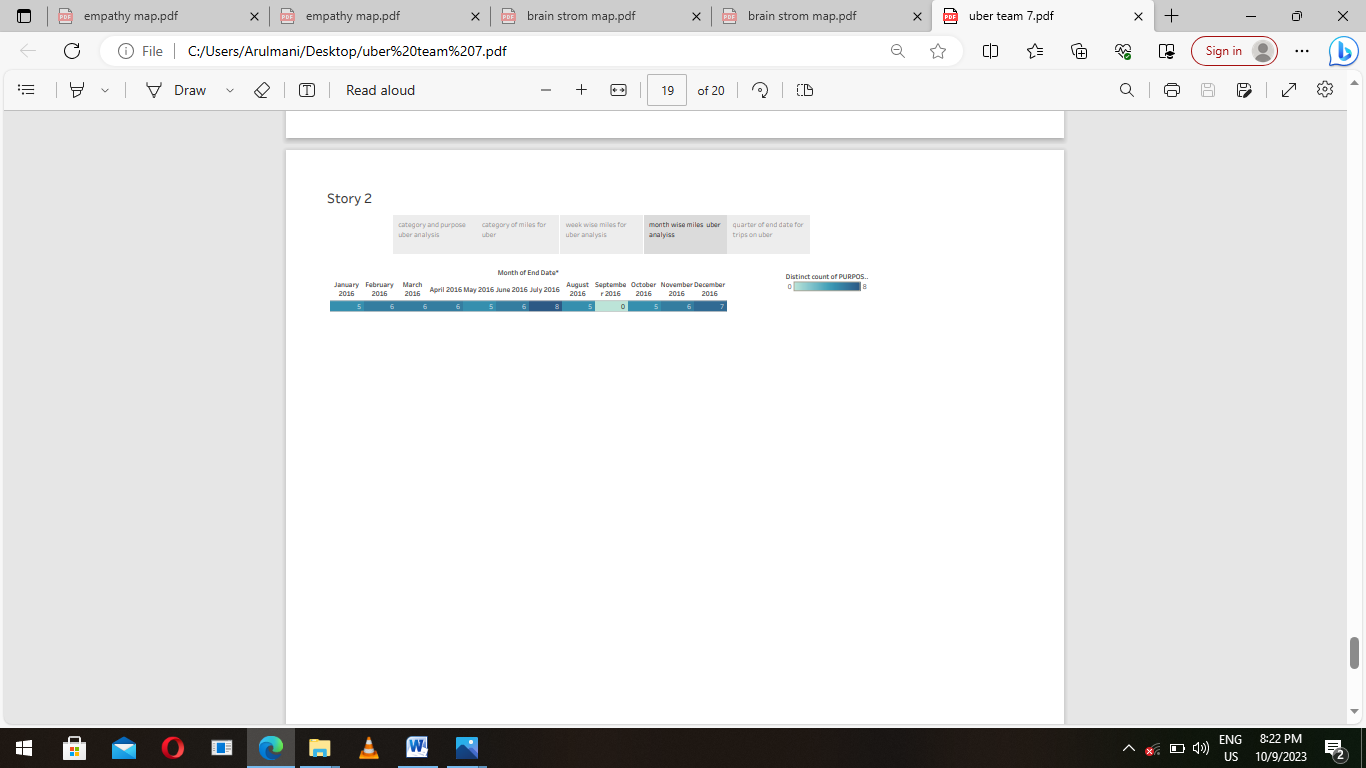 empathy map.pdf
empathy map.pdf
brain strom map.pdf
brain strom map.pdf
uber team 7.pdf
File
C:/Users/Arulmani/Desktop/uber%20team%207.pdf
Sign in
Draw
Read aloud
19 of 20
Story 2
category and purpose
uber analysis
category of miles for
uber
week wise miles for
uber analysis
month wise miles uber
analyiss
quarter of end date for
trips on uber
Month of End Date*
January
2016
February
2016
March
2016
April 2016
May 2016
June 2016
July 2016
August
2016
Septembe
r 2016
October
2016
November
2016
December
2016
5 6 6 6 5 6 8 5 0 5 6 7
Distinct count of PURPOS..
0 8
ENG
US
8:22 PM
10/9/2023
2